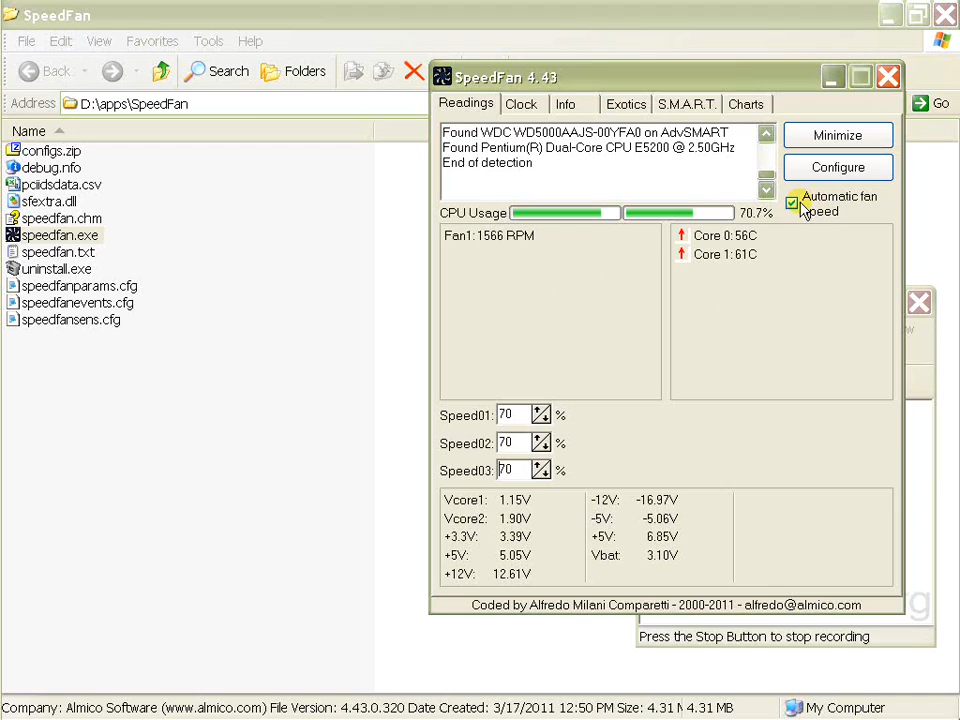 SpeedFan
File Edit View Favorites Tools Help
Back Search Folders
Address D:\apps\SpeedFan Go
Name
configs.zip
debug.nfo
pciidsdata.csv
sfextra.dll
speedfan.chm
speedfan.exe
speedfan.txt
uninstall.exe
speedfanparams.cfg
speedfanevents.cfg
speedfansens.cfg
SpeedFan 4.43
Readings Clock Info Exotics S.M.A.R.T. Charts
Found WDC WD5000AAJS-00YFA0 on AdvSMART
Found Pentium(R) Dual-Core CPU E5200 @ 2.50GHz
End of detection
Minimize
Configure
Automatic fan
speed
CPU Usage 70.7%
Fan1: 1566 RPM
Core 0: 56C
Core 1: 61C
Speed01: 70 %
Speed02: 70 %
Speed03: 70 %
Vcore1: 1.15V
Vcore2: 1.90V
+3.3V: 3.39V
+5V: 5.05V
+12V: 12.61V
-12V: -16.97V
-5V: -5.06V
+5V: 6.85V
Vbat: 3.10V
Coded by Alfredo Milani Comparetti - 2000-2011 - alfredo@almico.com
Press the Stop Button to stop recording
Company: Almico Software (www.almico.com) File Version: 4.43.0.320 Date Created: 3/17/2011 12:50 PM Size: 4.31 M 4.31 MB My Computer